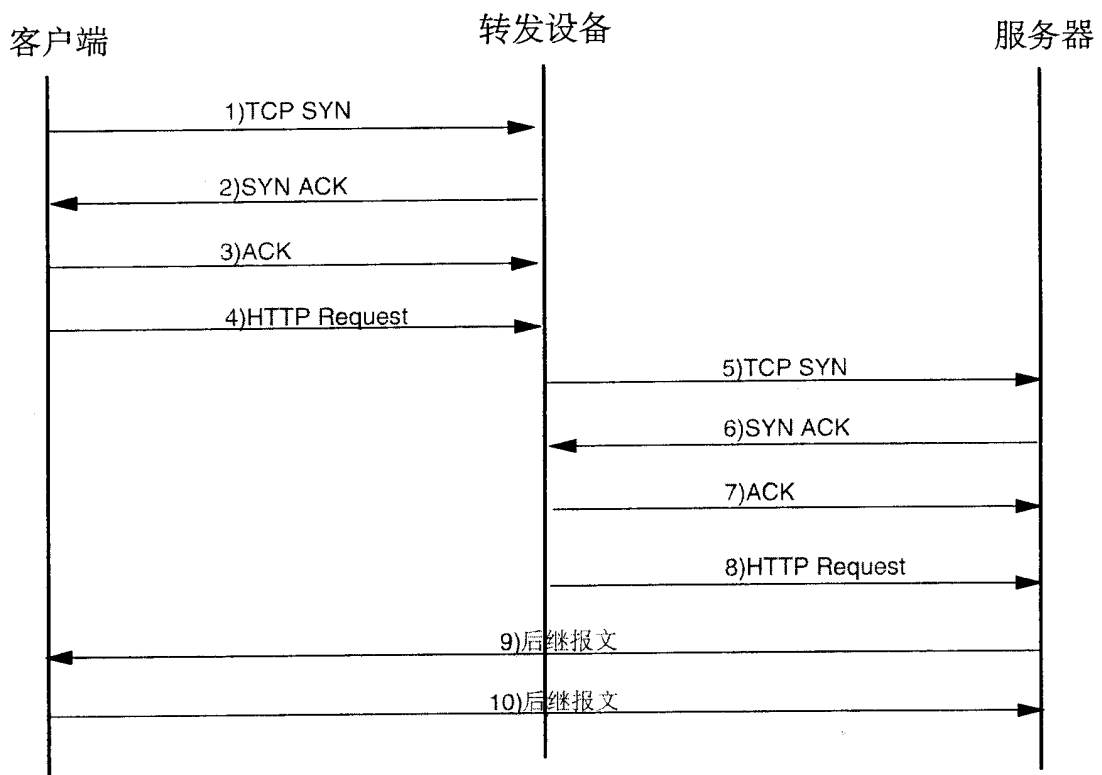 客户端
转发设备
服务器
1)TCP SYN
2)SYN ACK
3)ACK
4)HTTP Request
5)TCP SYN
6)SYN ACK
7)ACK
8)HTTP Request
9)后继报文
10)后继报文